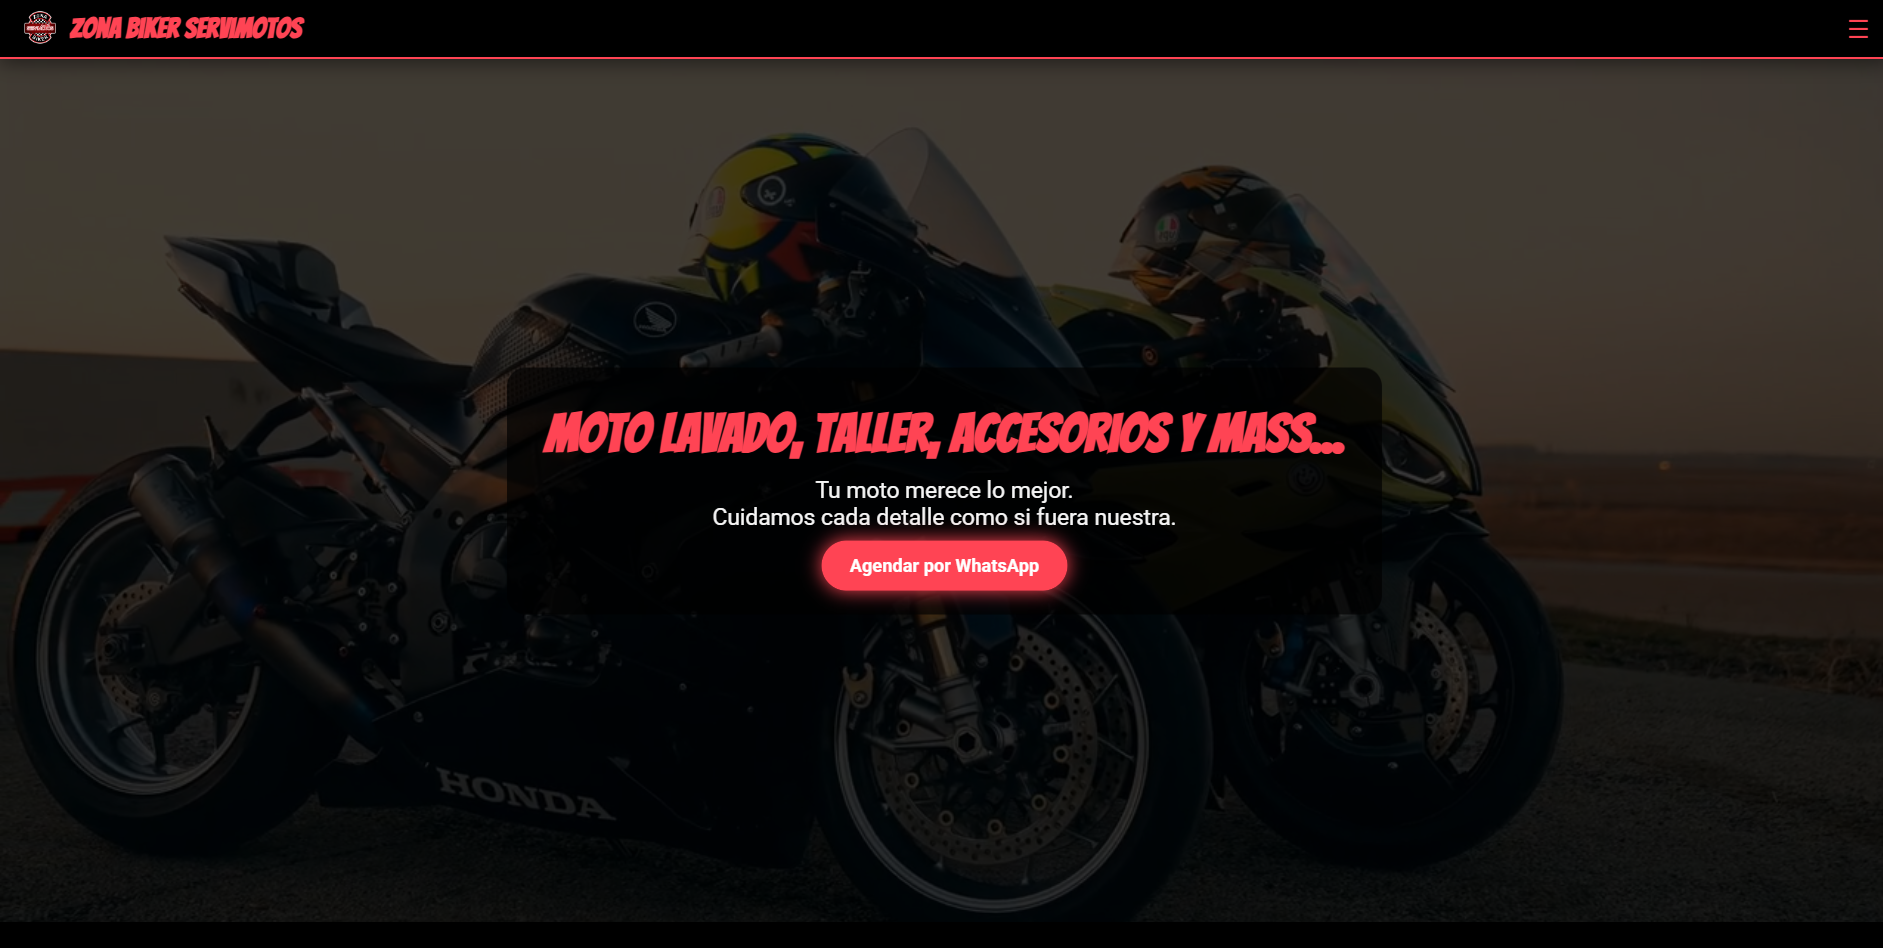 ZONA BIKER SERVIMOTOS
MOTO LAVADO, TALLER, ACCESORIOS Y MASS...
Tu moto merece lo mejor.
Cuidamos cada detalle como si fuera nuestra.
Agendar por WhatsApp
HONDA